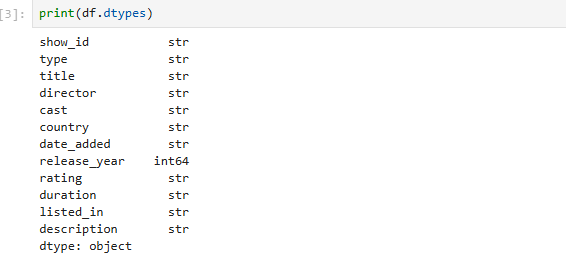 [3]: print(df.dtypes)
show_id str
type str
title str
director str
cast str
country str
date_added str
release_year int64
rating str
duration str
listed_in str
description str
dtype: object